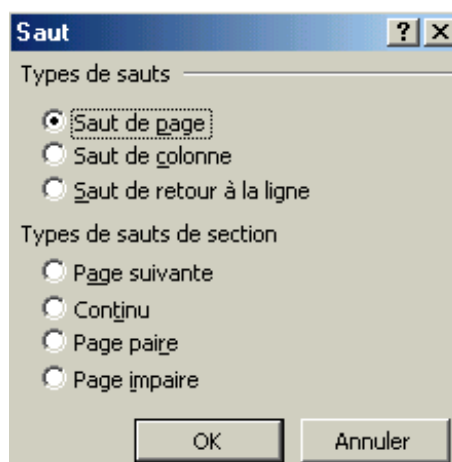 Saut
Types de sauts
Saut de page
Saut de colonne
Saut de retour à la ligne
Types de sauts de section
Page suivante
Continu
Page paire
Page impaire
OK Annuler